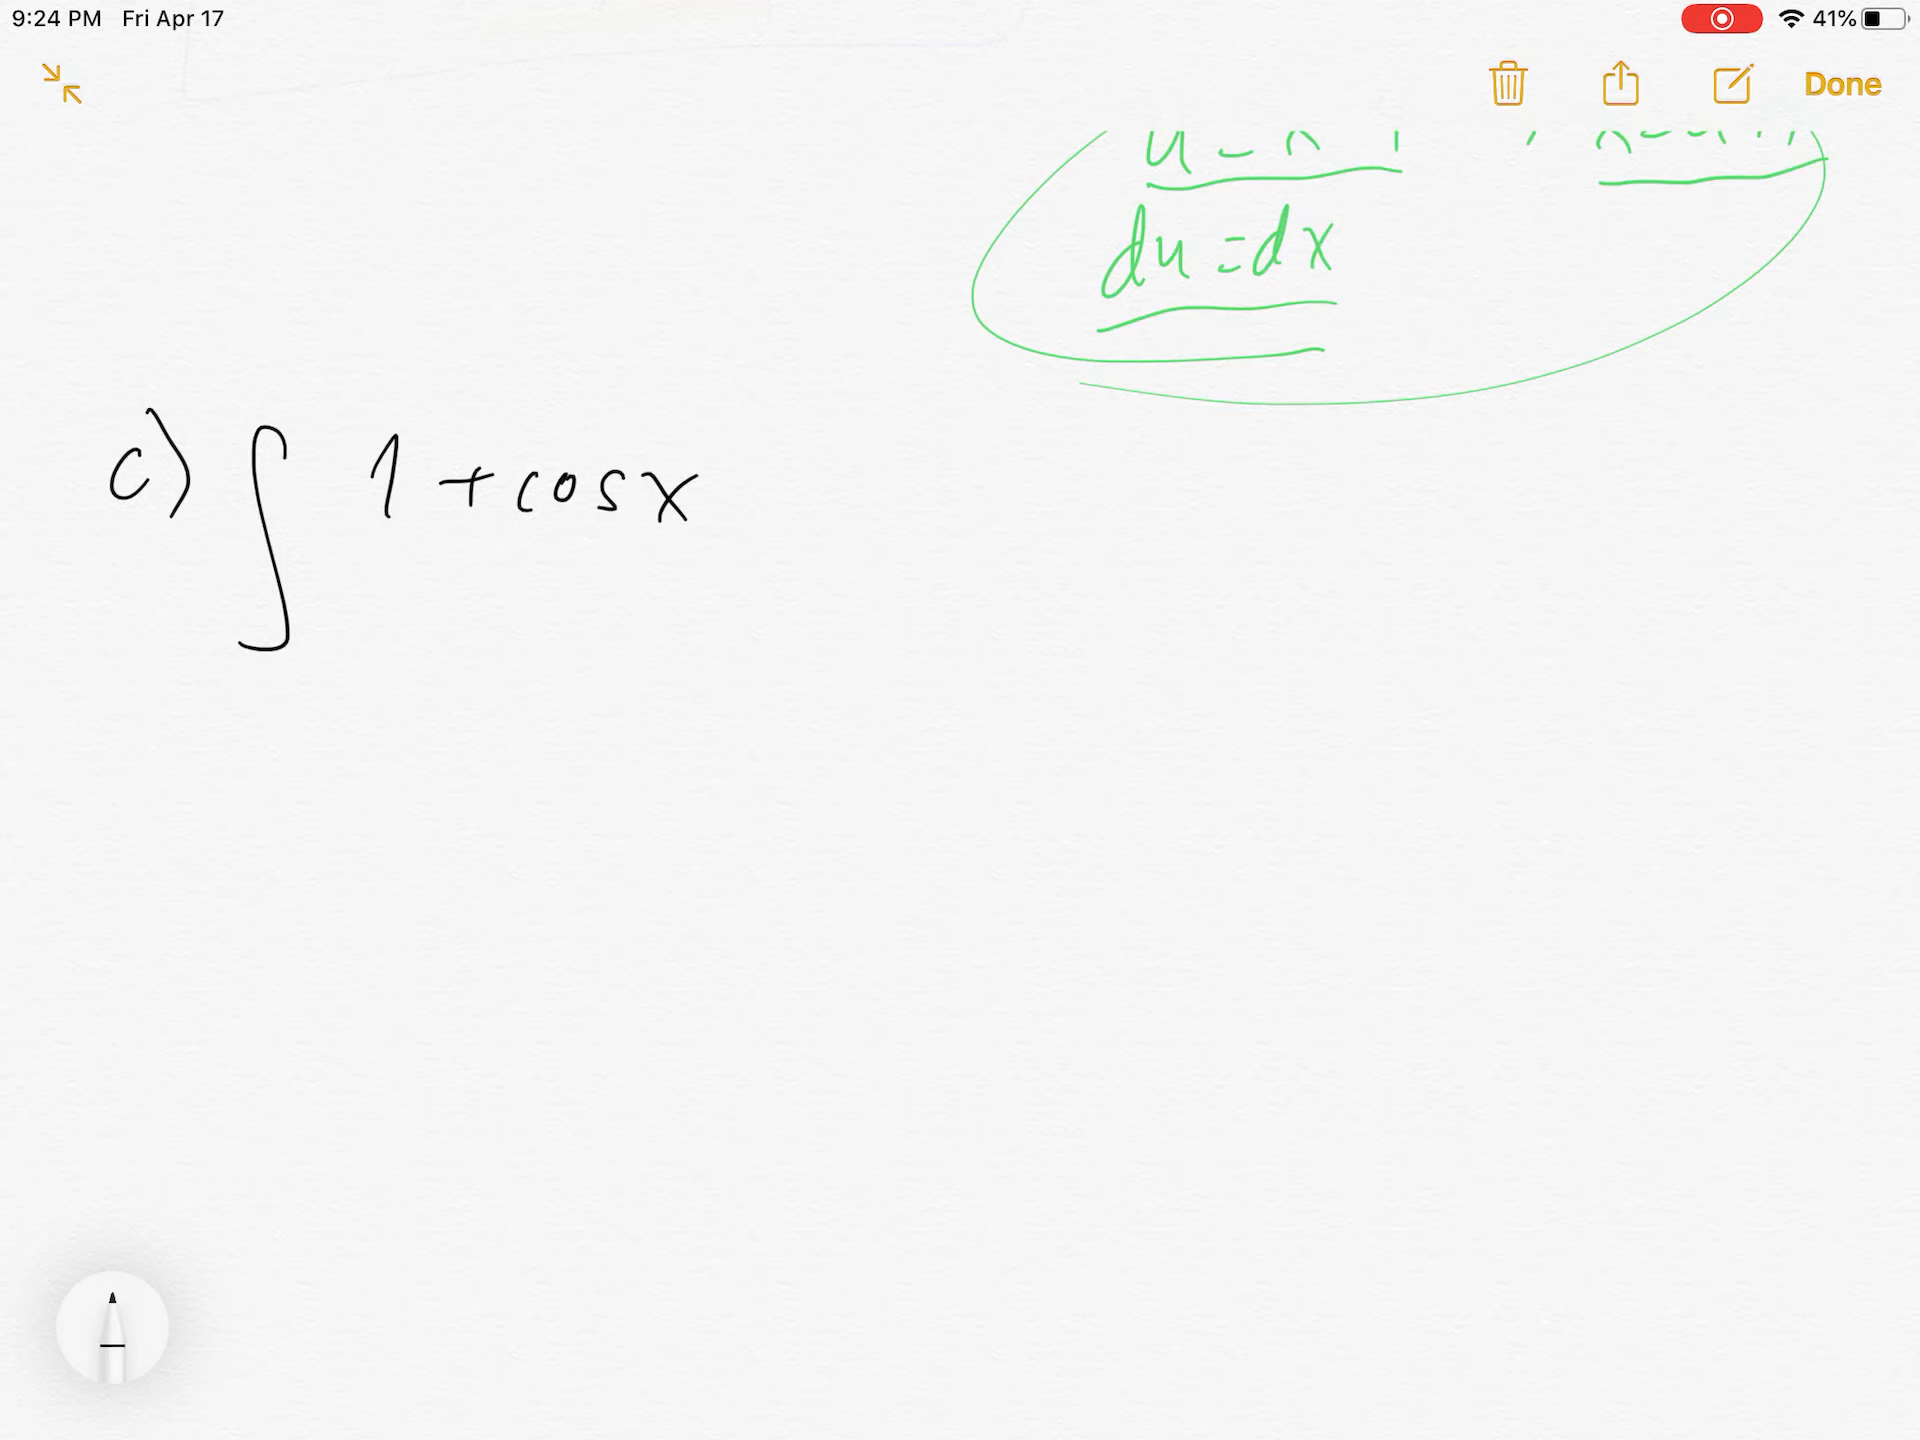 9:24 PM Fri Apr 17
41%
Done
du = dx
c) ∫ 1 + cos x